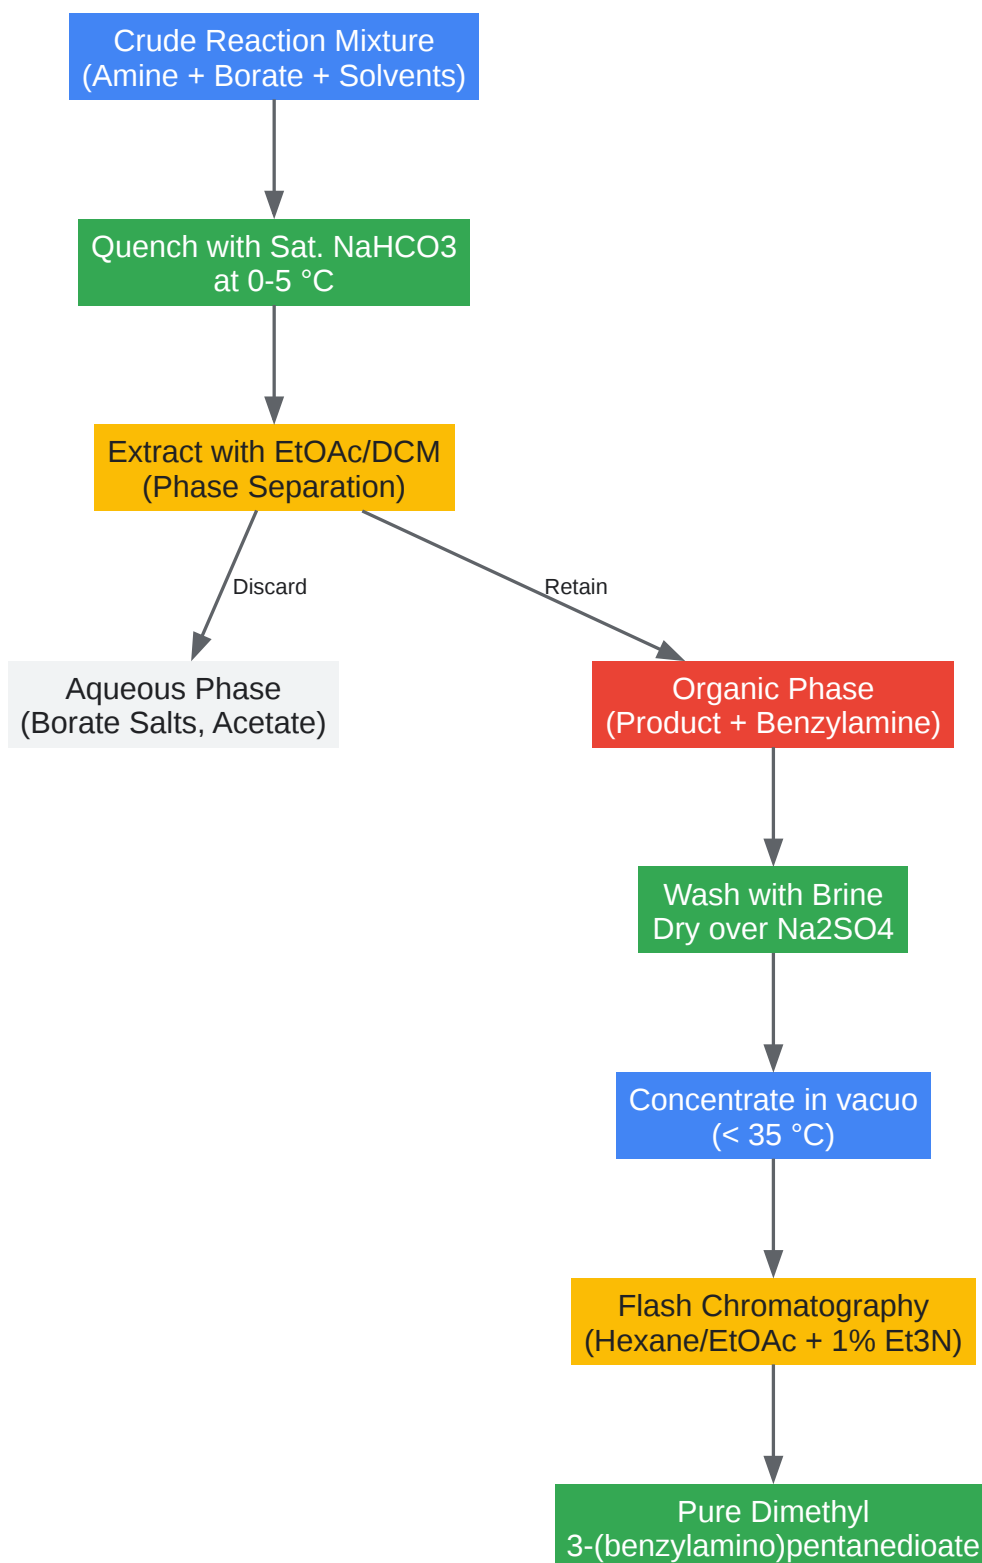 Crude Reaction Mixture
(Amine + Borate + Solvents)
Quench with Sat. NaHCO3
at 0-5 °C
Extract with EtOAc/DCM
(Phase Separation)
Discard
Retain
Aqueous Phase
(Borate Salts, Acetate)
Organic Phase
(Product + Benzylamine)
Wash with Brine
Dry over Na2SO4
Concentrate in vacuo
(< 35 °C)
Flash Chromatography
(Hexane/EtOAc + 1% Et3N)
Pure Dimethyl
3-(benzylamino)pentanedioate